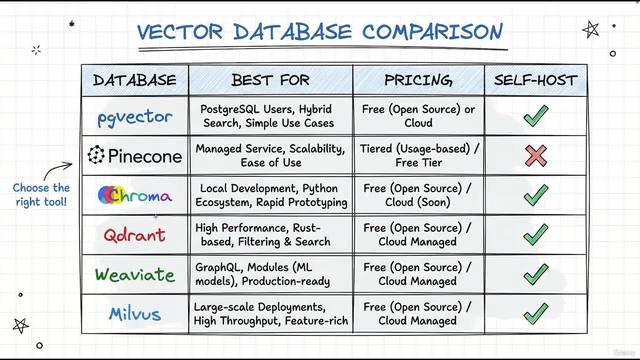 VECTOR DATABASE COMPARISON
DATABASE
BEST FOR
PRICING
SELF-HOST
pgvector
PostgreSQL Users, Hybrid
Search, Simple Use Cases
Free (Open Source) or
Cloud
Pinecone
Managed Service, Scalability,
Ease of Use
Tiered (Usage-based) /
Free Tier
Choose the
right tool!
Chroma
Local Development, Python
Ecosystem, Rapid Prototyping
Free (Open Source) /
Cloud (Soon)
Qdrant
High Performance, Rust-
based, Filtering & Search
Free (Open Source) /
Cloud Managed
Weaviate
GraphQL, Modules (ML
models), Production-ready
Free (Open Source) /
Cloud Managed
Milvus
Large-scale Deployments,
High Throughput, Feature-rich
Free (Open Source) /
Cloud Managed